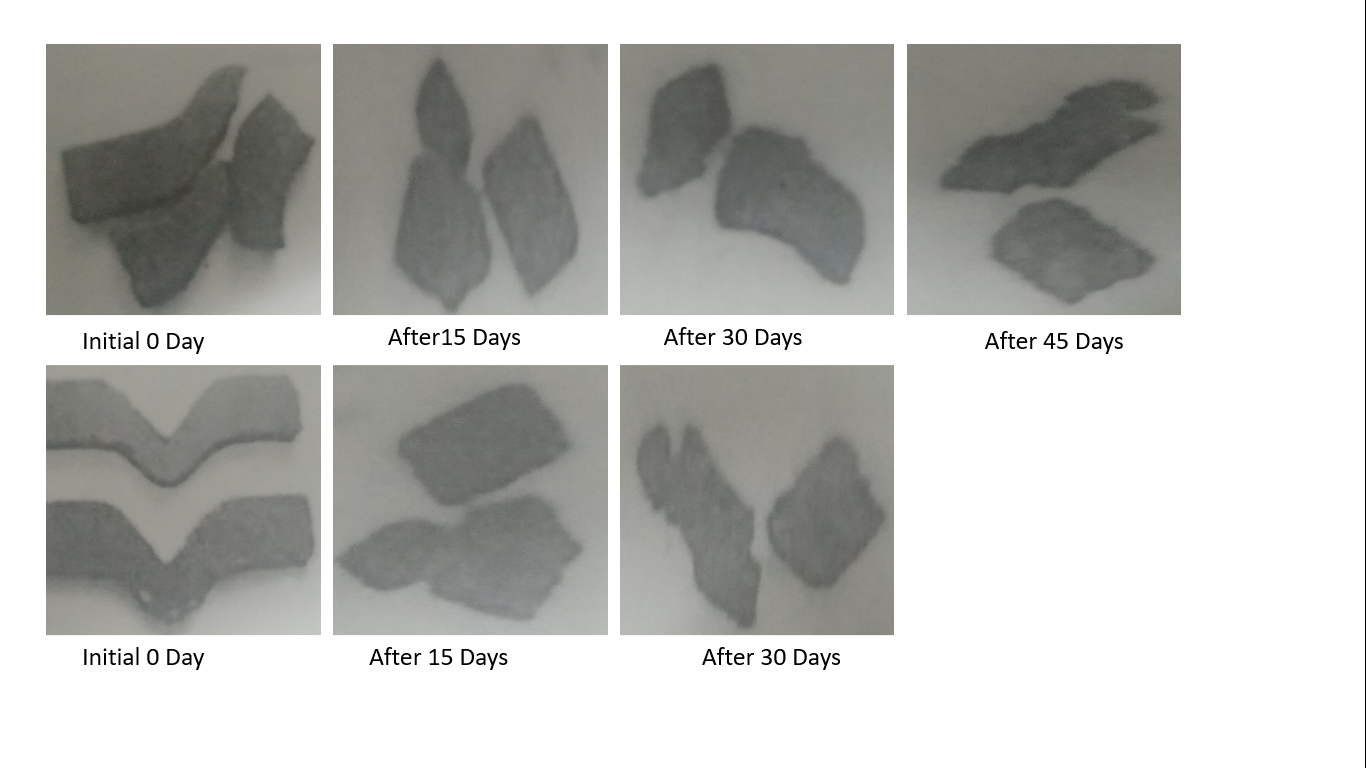 Initial 0 Day
After15 Days
After 30 Days
After 45 Days
Initial 0 Day
After 15 Days
After 30 Days